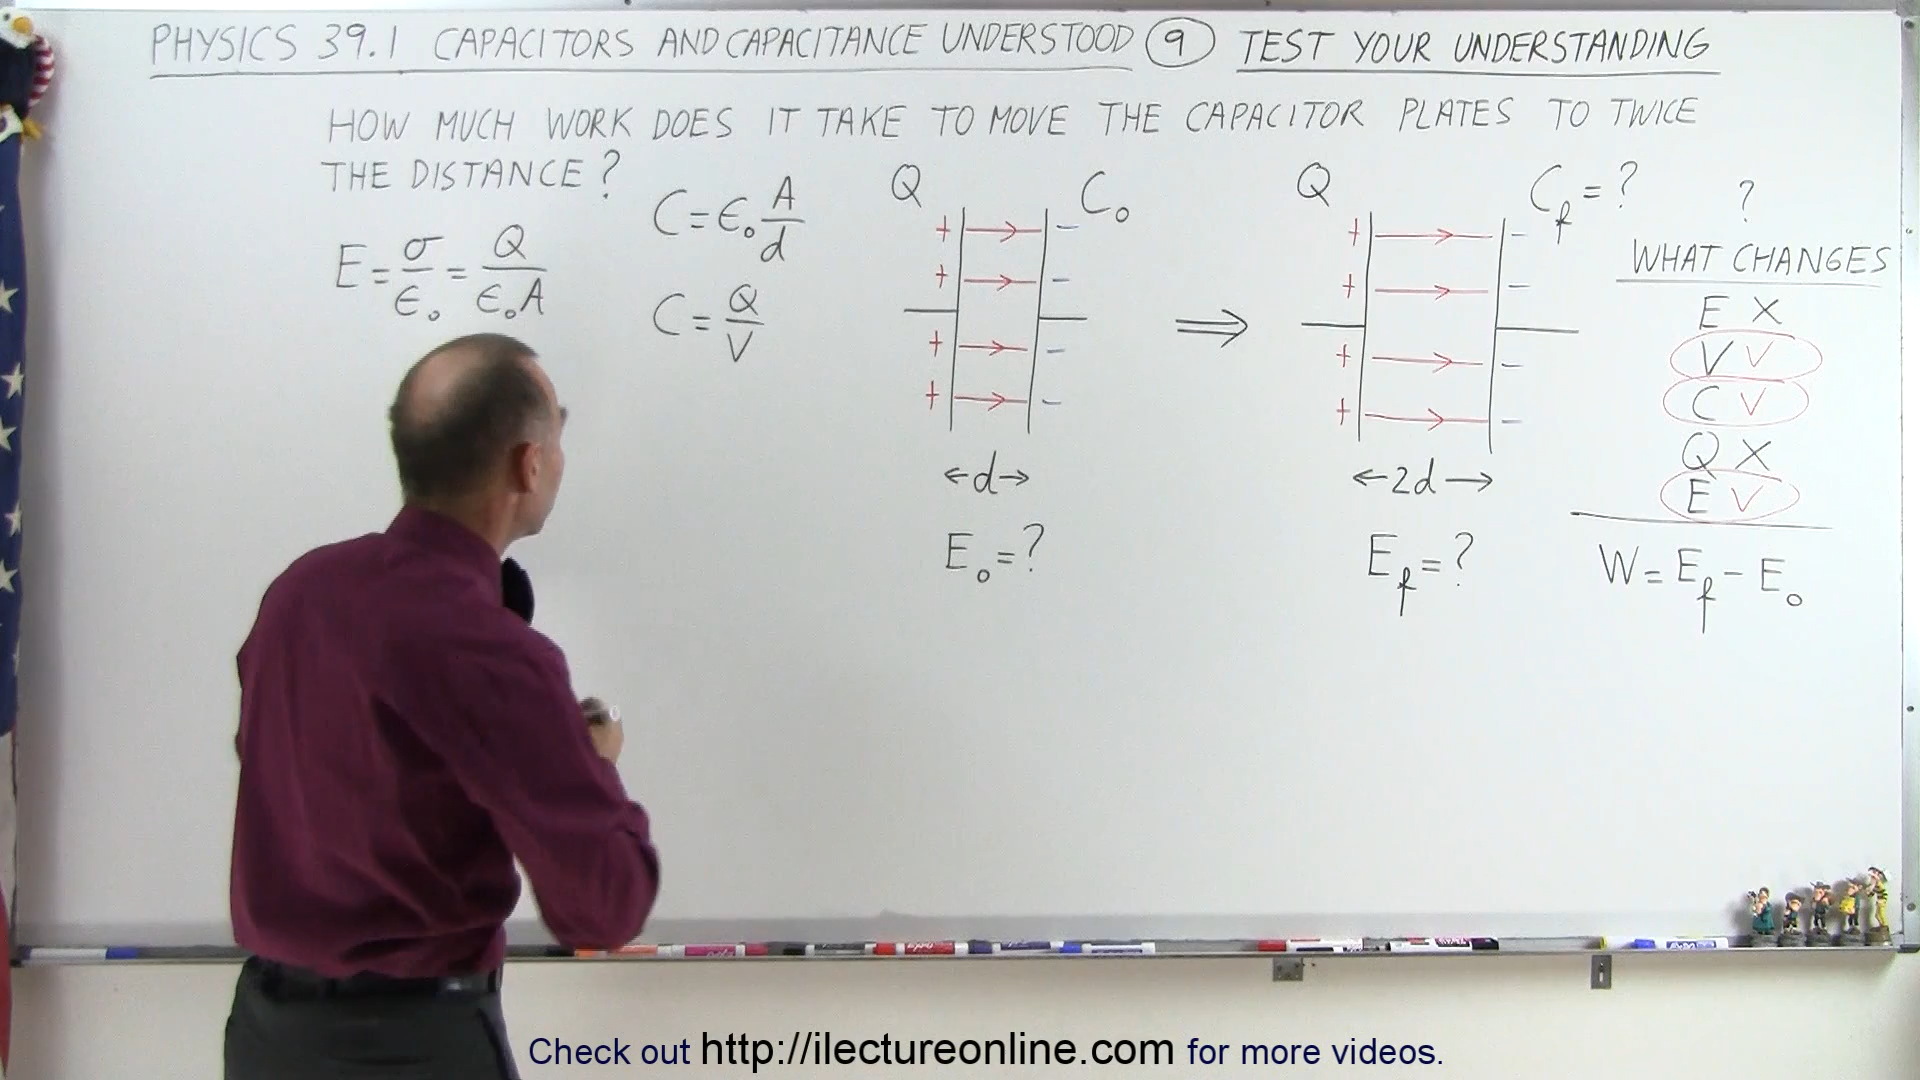 PHYSICS 39.1 CAPACITORS AND CAPACITANCE UNDERSTOOD 9 TEST YOUR UNDERSTANDING
HOW MUCH WORK DOES IT TAKE TO MOVE THE CAPACITOR PLATES TO TWICE
THE DISTANCE?
E = σ/ϵ₀ = Q/ϵ₀A
C = ϵ₀ A/d
C = Q/V
Q C₀
+ −
+ −
+ −
+ −
←d→
E₀ = ?
⇒
Q C_f = ?
+ −
+ −
+ −
+ −
←2d→
E_f = ?
?
WHAT CHANGES
E X
V V
C V
Q X
E V
W = E_f − E₀
Check out http://ilectureonline.com for more videos.